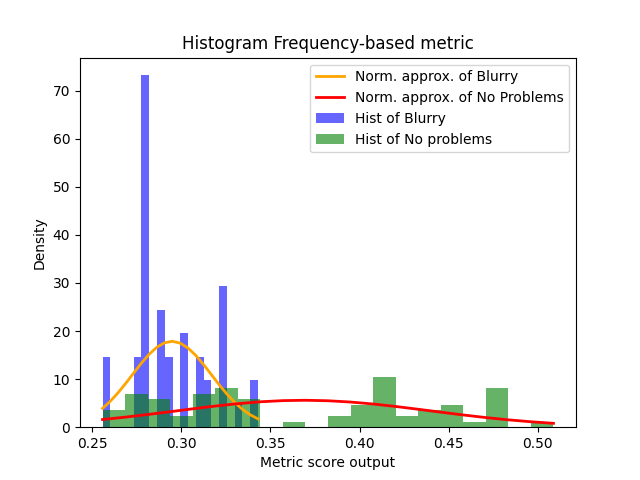 Histogram Frequency-based metric
Norm. approx. of Blurry
Norm. approx. of No Problems
Hist of Blurry
Hist of No problems
Density
70
60
50
40
30
20
10
0
0.25 0.30 0.35 0.40 0.45 0.50
Metric score output